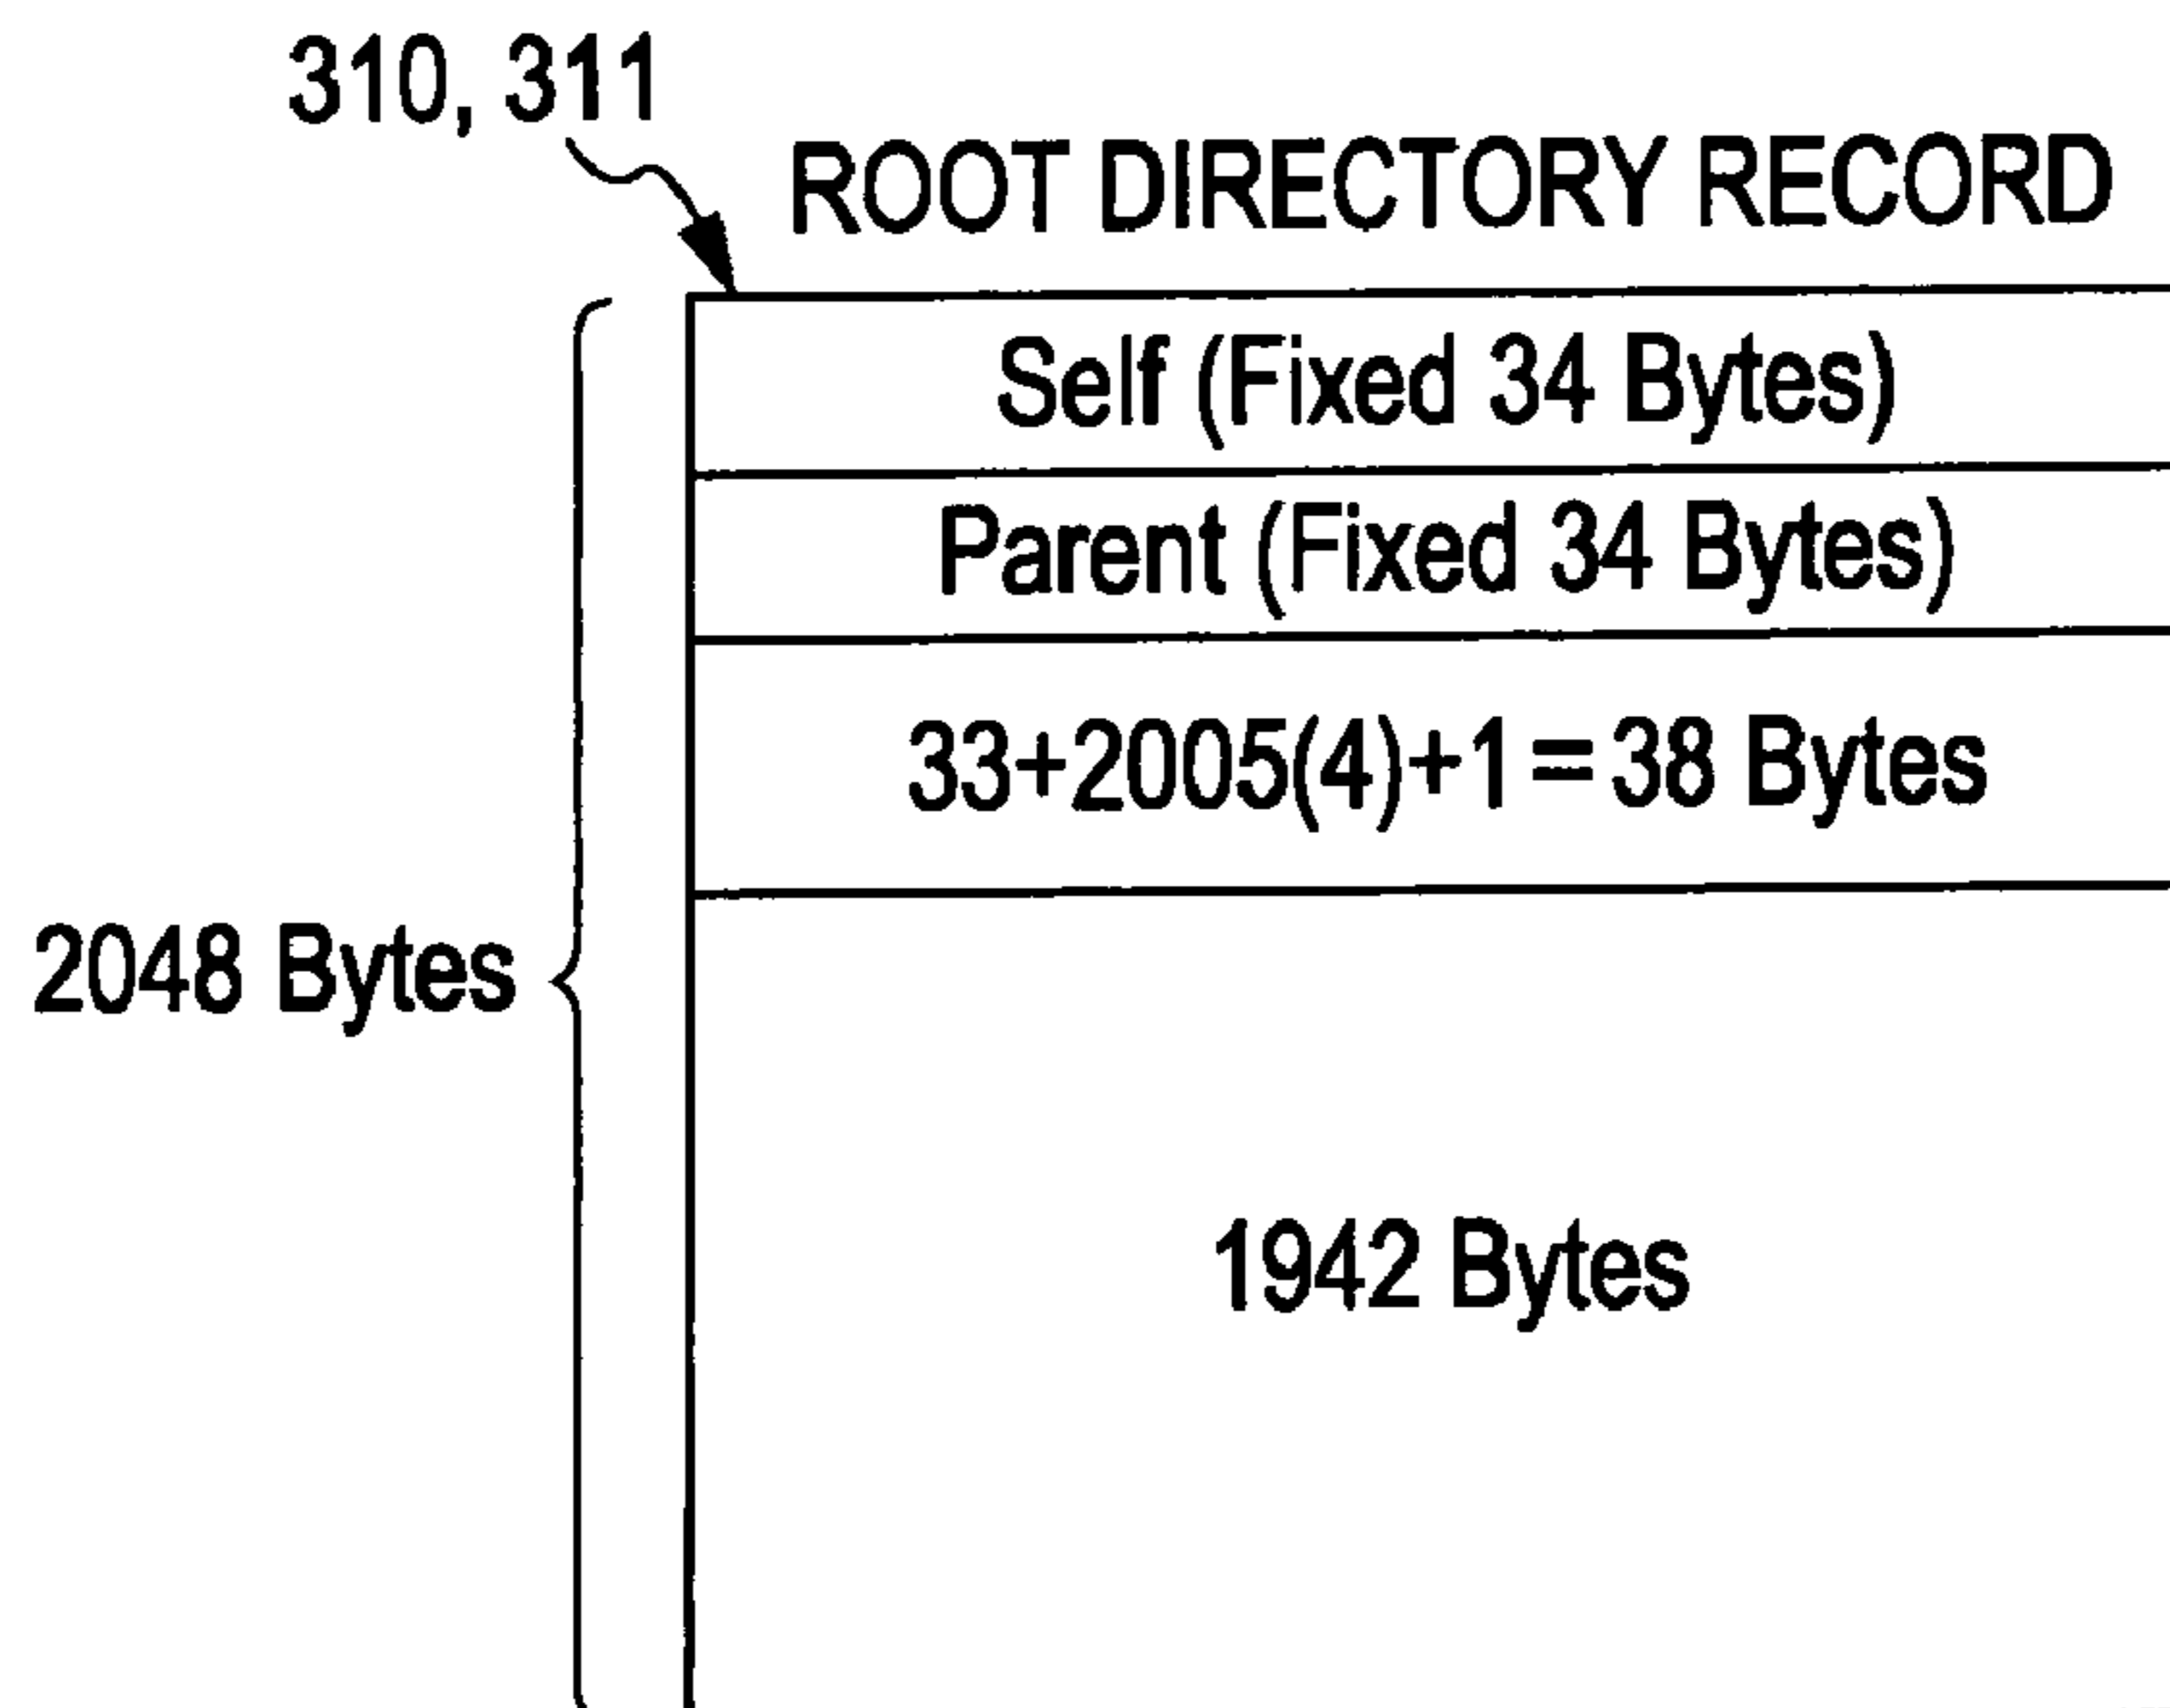 310, 311
ROOT DIRECTORY RECORD
Self (Fixed 34 Bytes)
Parent (Fixed 34 Bytes)
33+2005(4)+1=38 Bytes
2048 Bytes
1942 Bytes